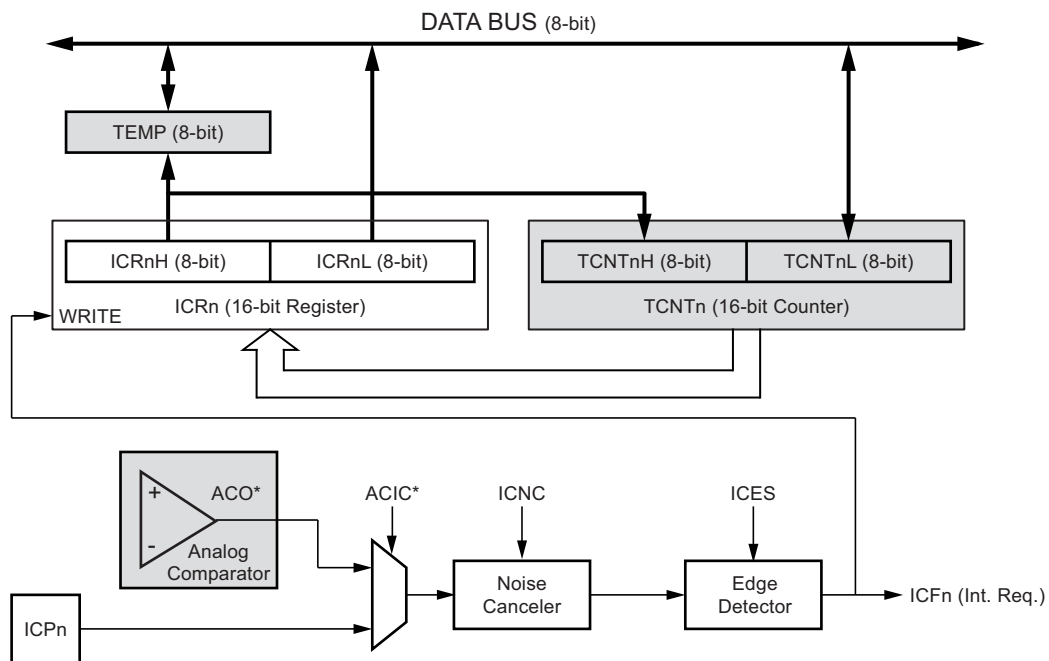 DATA BUS (8-bit)
TEMP (8-bit)
ICRnH (8-bit)
ICRnL (8-bit)
TCNTnH (8-bit)
TCNTnL (8-bit)
WRITE
ICRn (16-bit Register)
TCNTn (16-bit Counter)
+
-
ACO*
Analog
Comparator
ACIC*
ICNC
ICES
Noise
Canceler
Edge
Detector
ICFn (Int. Req.)
ICPn